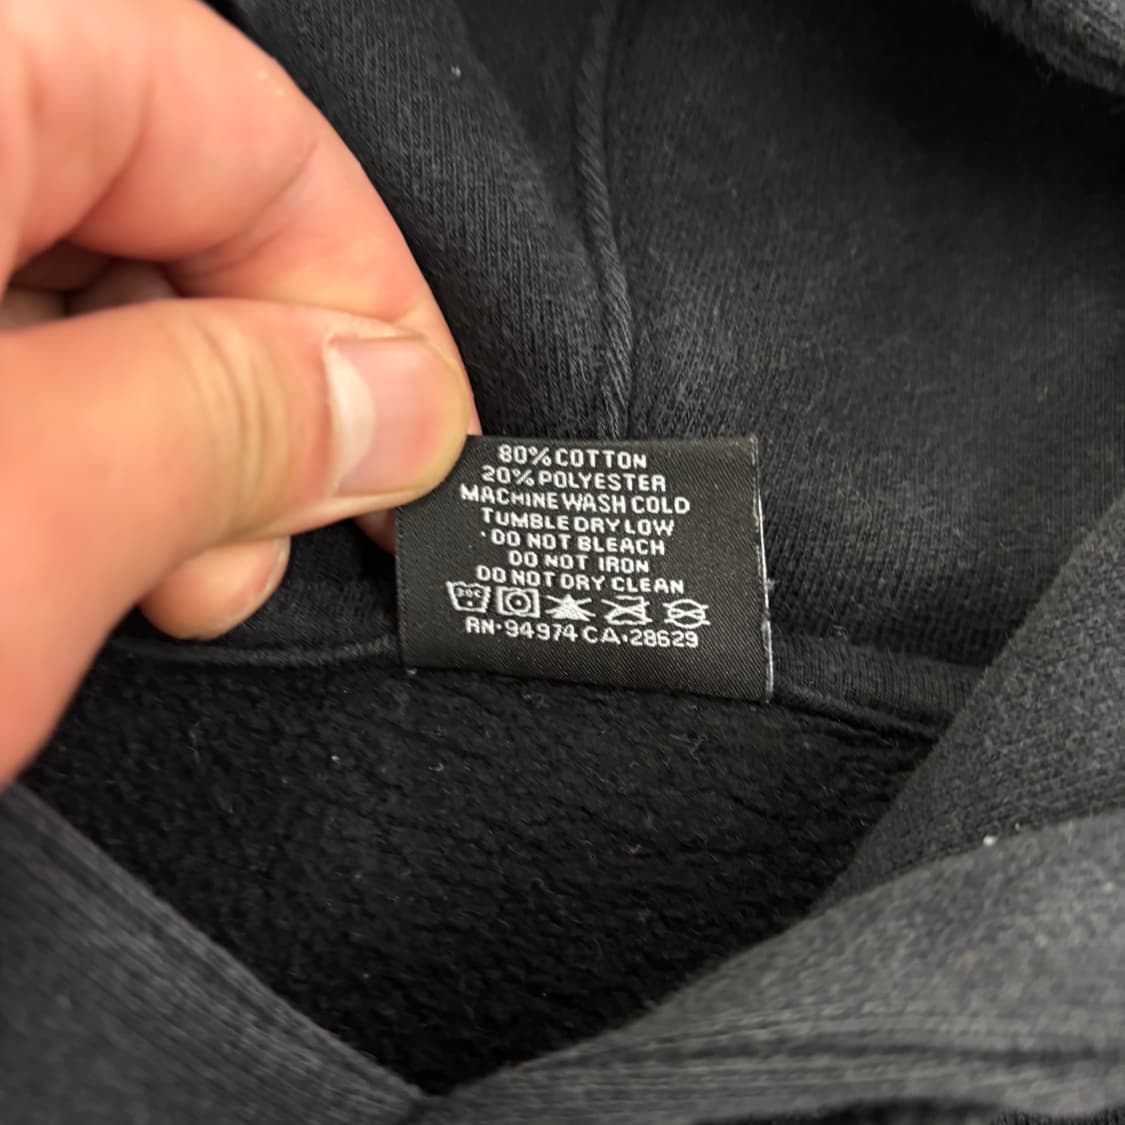 80% COTTON
20% POLYESTER
MACHINE WASH COLD
TUMBLE DRY LOW
DO NOT BLEACH
DO NOT IRON
DO NOT DRY CLEAN
30C
RN·94974 CA·28629